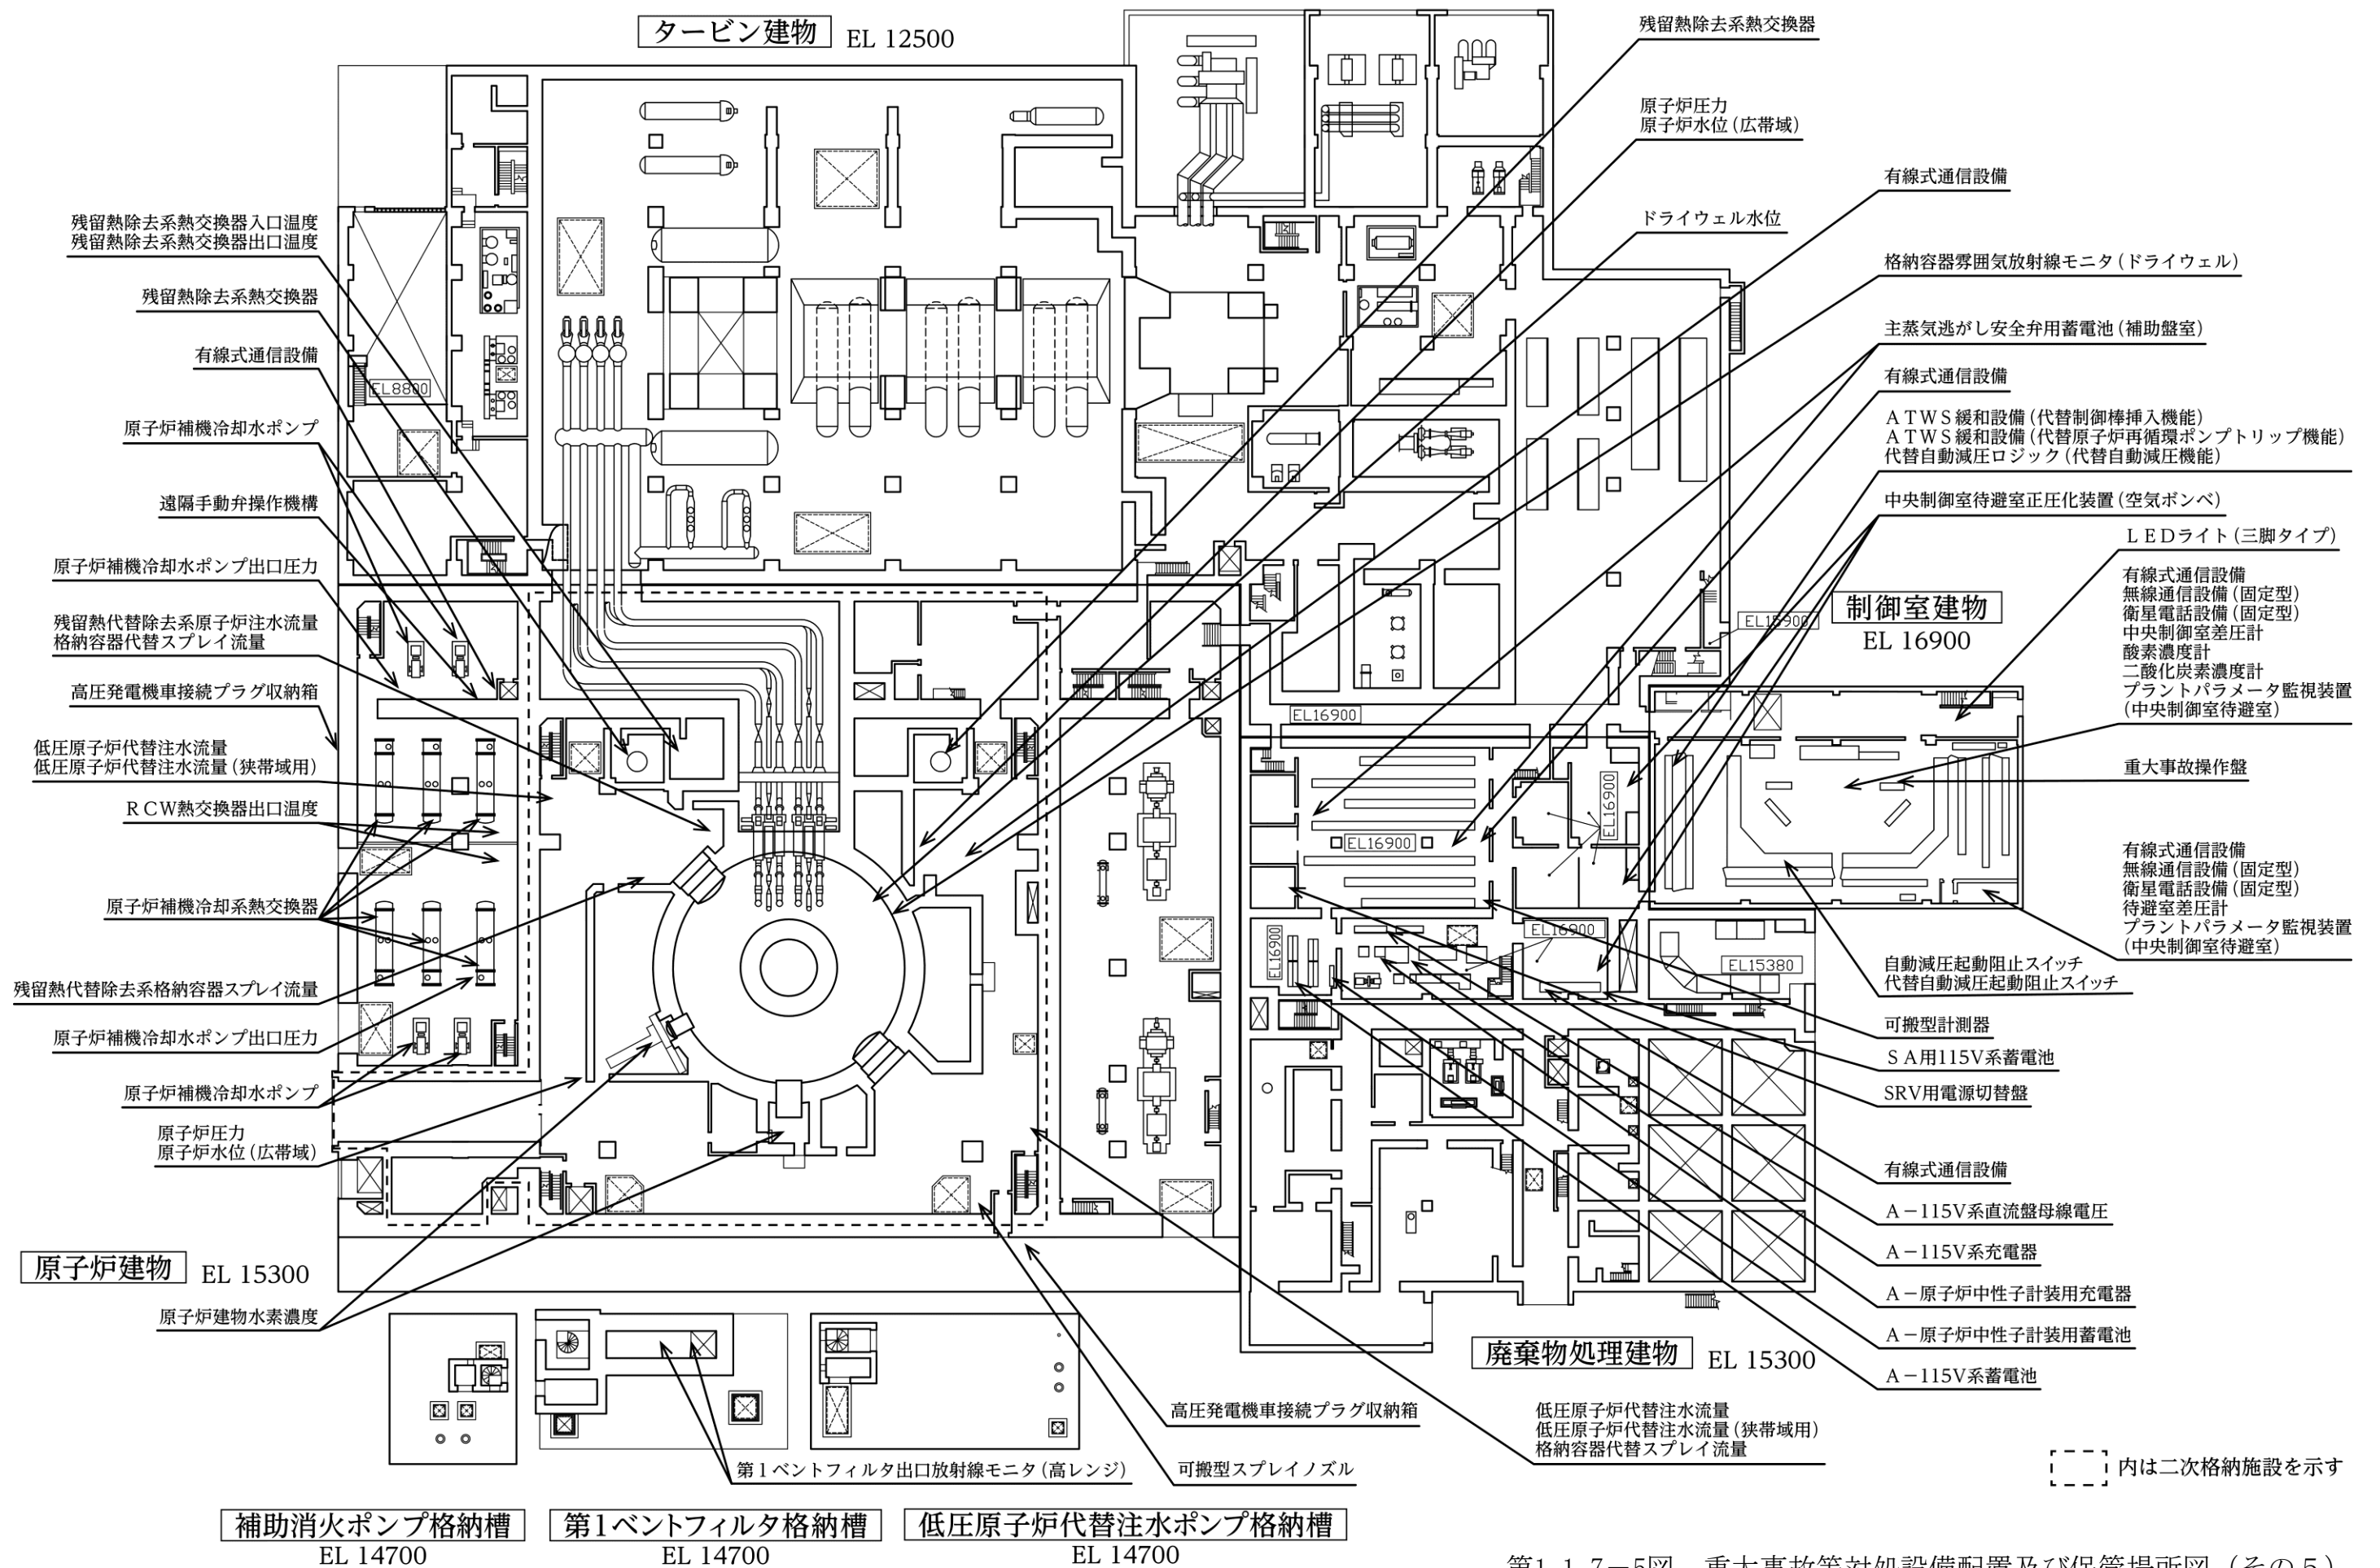 タービン建物 EL 12500
残留熱除去系熱交換器
原子炉圧力
原子炉水位（広帯域）
有線式通信設備
ドライウェル水位
格納容器雰囲気放射線モニタ（ドライウェル）
主蒸気逃がし安全弁用蓄電池（補助盤室）
有線式通信設備
ＡＴＷＳ緩和設備（代替制御棒挿入機能）
ＡＴＷＳ緩和設備（代替原子炉再循環ポンプトリップ機能）
代替自動減圧ロジック（代替自動減圧機能）
中央制御室待避室正圧化装置（空気ボンベ）
ＬＥＤライト（三脚タイプ）
有線式通信設備
無線通信設備（固定型）
衛星電話設備（固定型）
中央制御室差圧計
酸素濃度計
二酸化炭素濃度計
プラントパラメータ監視装置
（中央制御室待避室）
制御室建物
EL 16900
重大事故操作盤
有線式通信設備
無線通信設備（固定型）
衛星電話設備（固定型）
待避室差圧計
プラントパラメータ監視装置
（中央制御室待避室）
自動減圧起動阻止スイッチ
代替自動減圧起動阻止スイッチ
可搬型計測器
ＳＡ用115V系蓄電池
SRV用電源切替盤
有線式通信設備
Ａ－115V系直流盤母線電圧
Ａ－115V系充電器
Ａ－原子炉中性子計装用充電器
Ａ－原子炉中性子計装用蓄電池
Ａ－115V系蓄電池
廃棄物処理建物 EL 15300
残留熱除去系熱交換器入口温度
残留熱除去系熱交換器出口温度
残留熱除去系熱交換器
有線式通信設備
原子炉補機冷却水ポンプ
遠隔手動弁操作機構
原子炉補機冷却水ポンプ出口圧力
残留熱代替除去系原子炉注水流量
格納容器代替スプレイ流量
高圧発電機車接続プラグ収納箱
低圧原子炉代替注水流量
低圧原子炉代替注水流量（狭帯域用）
ＲＣＷ熱交換器出口温度
原子炉補機冷却系熱交換器
残留熱代替除去系格納容器スプレイ流量
原子炉補機冷却水ポンプ出口圧力
原子炉補機冷却水ポンプ
原子炉圧力
原子炉水位（広帯域）
原子炉建物 EL 15300
原子炉建物水素濃度
EL8800
EL15900
EL16900
EL16900
EL16900
EL16900
EL16900
EL15380
高圧発電機車接続プラグ収納箱
低圧原子炉代替注水流量
低圧原子炉代替注水流量（狭帯域用）
格納容器代替スプレイ流量
第１ベントフィルタ出口放射線モニタ（高レンジ）
可搬型スプレイノズル
内は二次格納施設を示す
補助消火ポンプ格納槽
EL 14700
第１ベントフィルタ格納槽
EL 14700
低圧原子炉代替注水ポンプ格納槽
EL 14700
第1.1.7－5図 重大事故等対処設備配置及び保管場所図（その５）